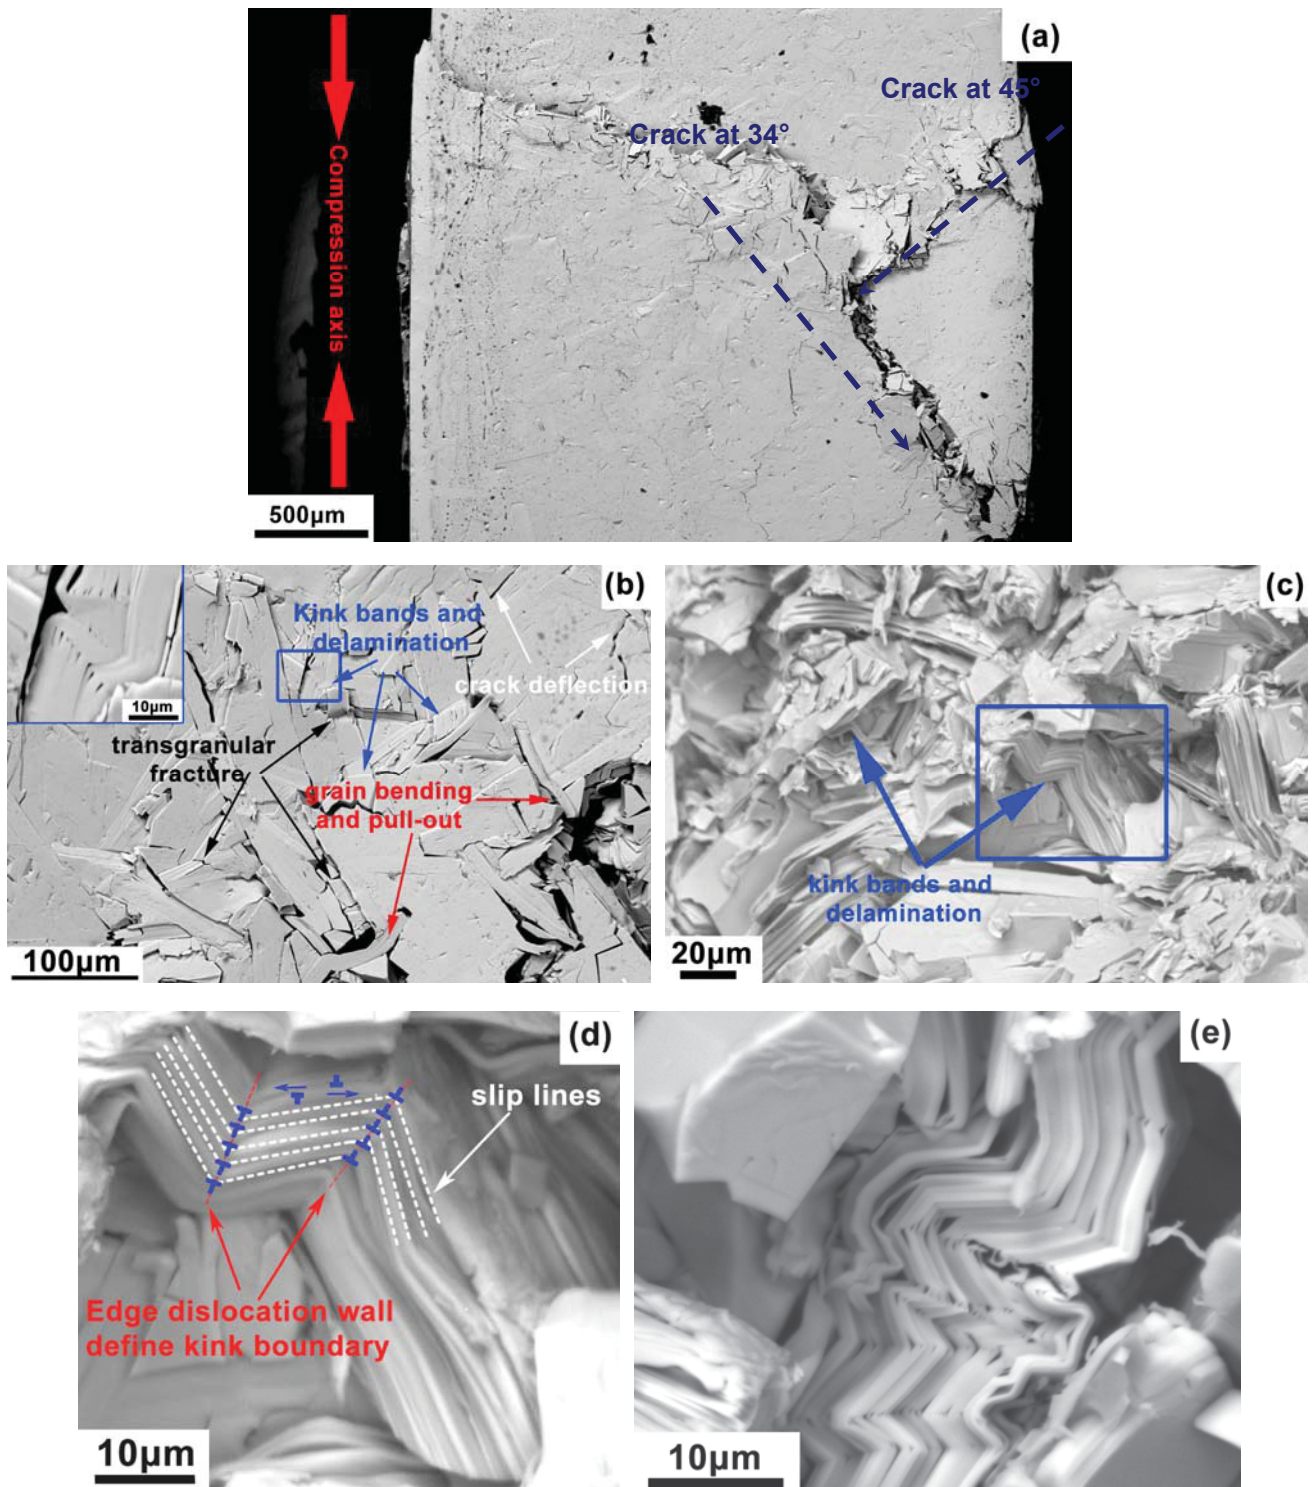 (a)
Crack at 45°
Crack at 34°
Compression axis
500µm
(b)
Kink bands and
delamination
crack deflection
10µm
transgranular
fracture
grain bending
and pull-out
100µm
(c)
kink bands and
delamination
20µm
(d)
slip lines
Edge dislocation wall
define kink boundary
10µm
(e)
10µm